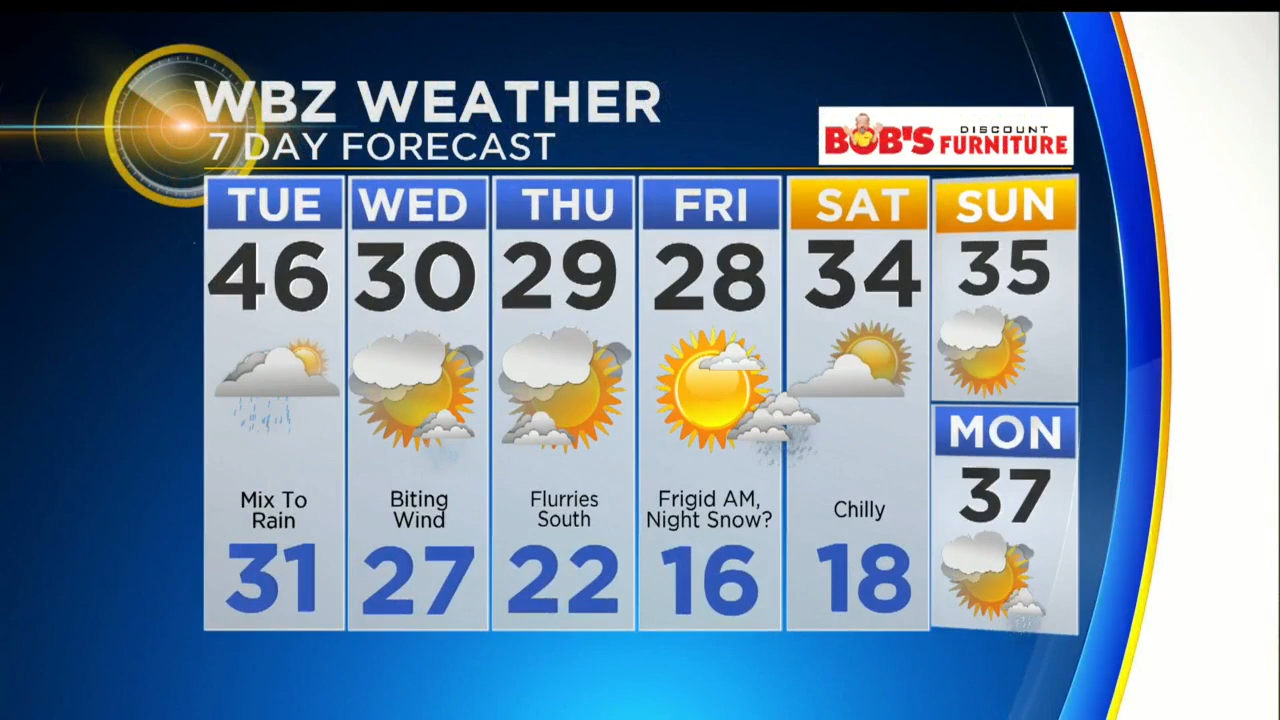 WBZ WEATHER
7 DAY FORECAST
BOB'S DISCOUNT FURNITURE
TUE
46
Mix To
Rain
31
WED
30
Biting
Wind
27
THU
29
Flurries
South
22
FRI
28
Frigid AM,
Night Snow?
16
SAT
34
Chilly
18
SUN
35
MON
37